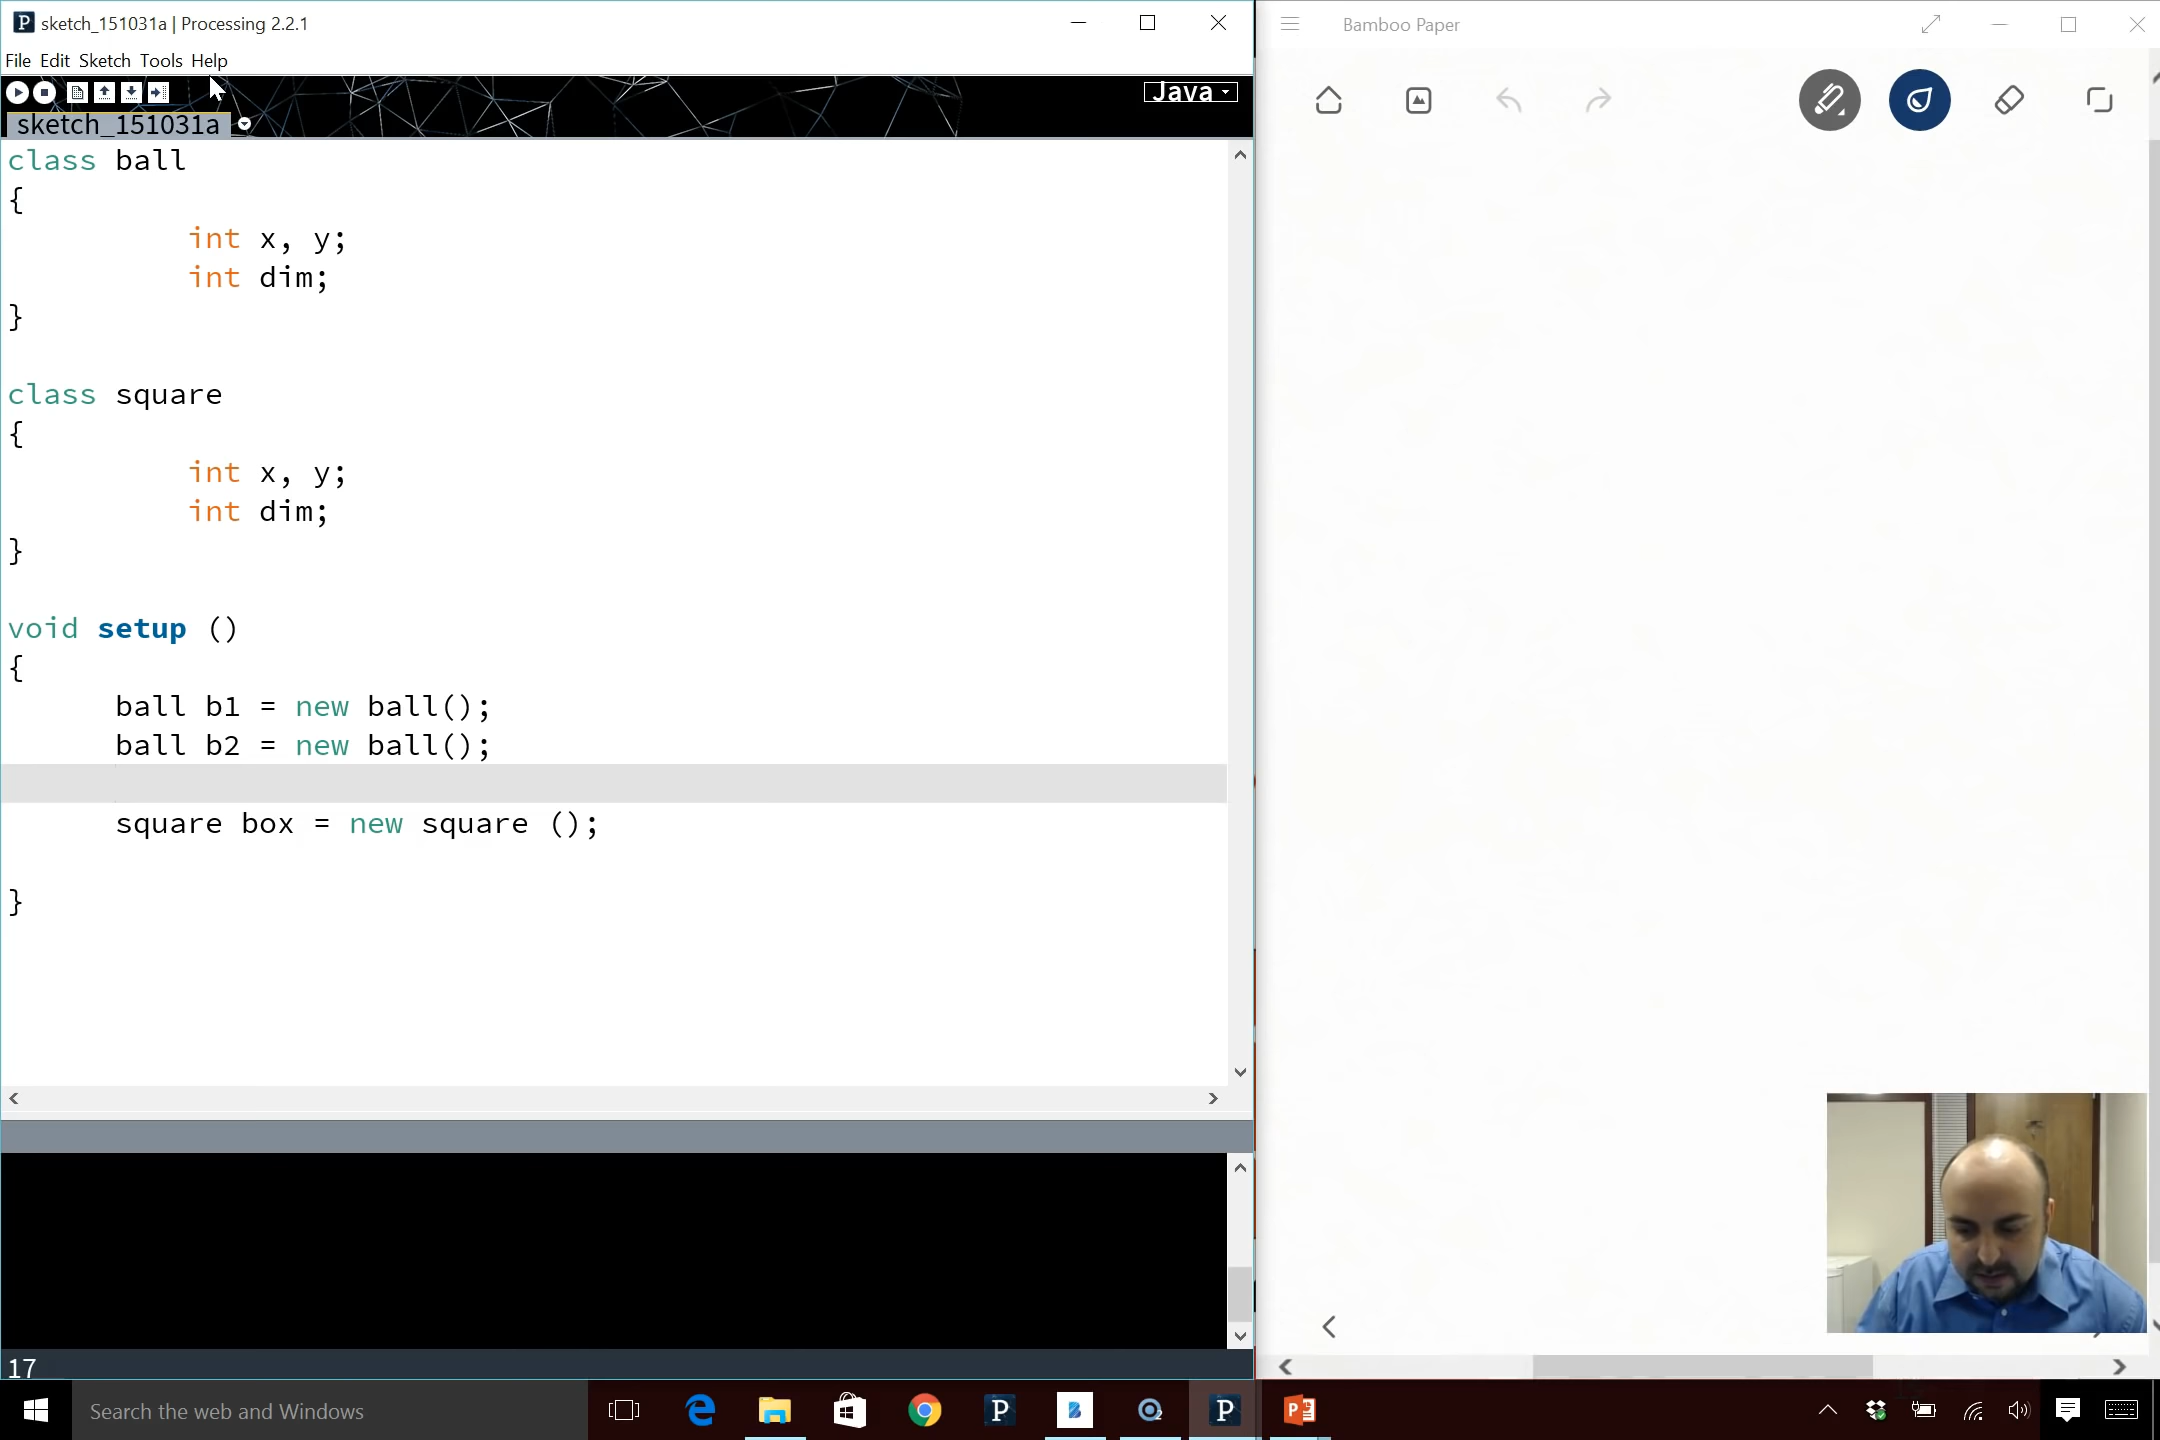 sketch_151031a | Processing 2.2.1
File Edit Sketch Tools Help
Java
sketch_151031a
class ball
{
int x, y;
int dim;
}
class square
{
int x, y;
int dim;
}
void setup ()
{
ball b1 = new ball();
ball b2 = new ball();
square box = new square ();
}
17
Bamboo Paper
Search the web and Windows